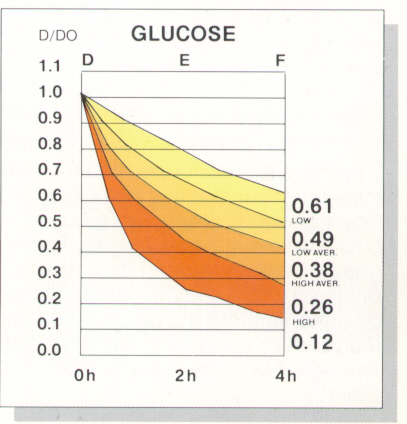 D/DO GLUCOSE
D E F
1.1
1.0
0.9
0.8
0.7
0.6
0.5
0.4
0.3
0.2
0.1
0.0
0.61
LOW
0.49
LOW AVER.
0.38
HIGH AVER.
0.26
HIGH
0.12
0h 2h 4h